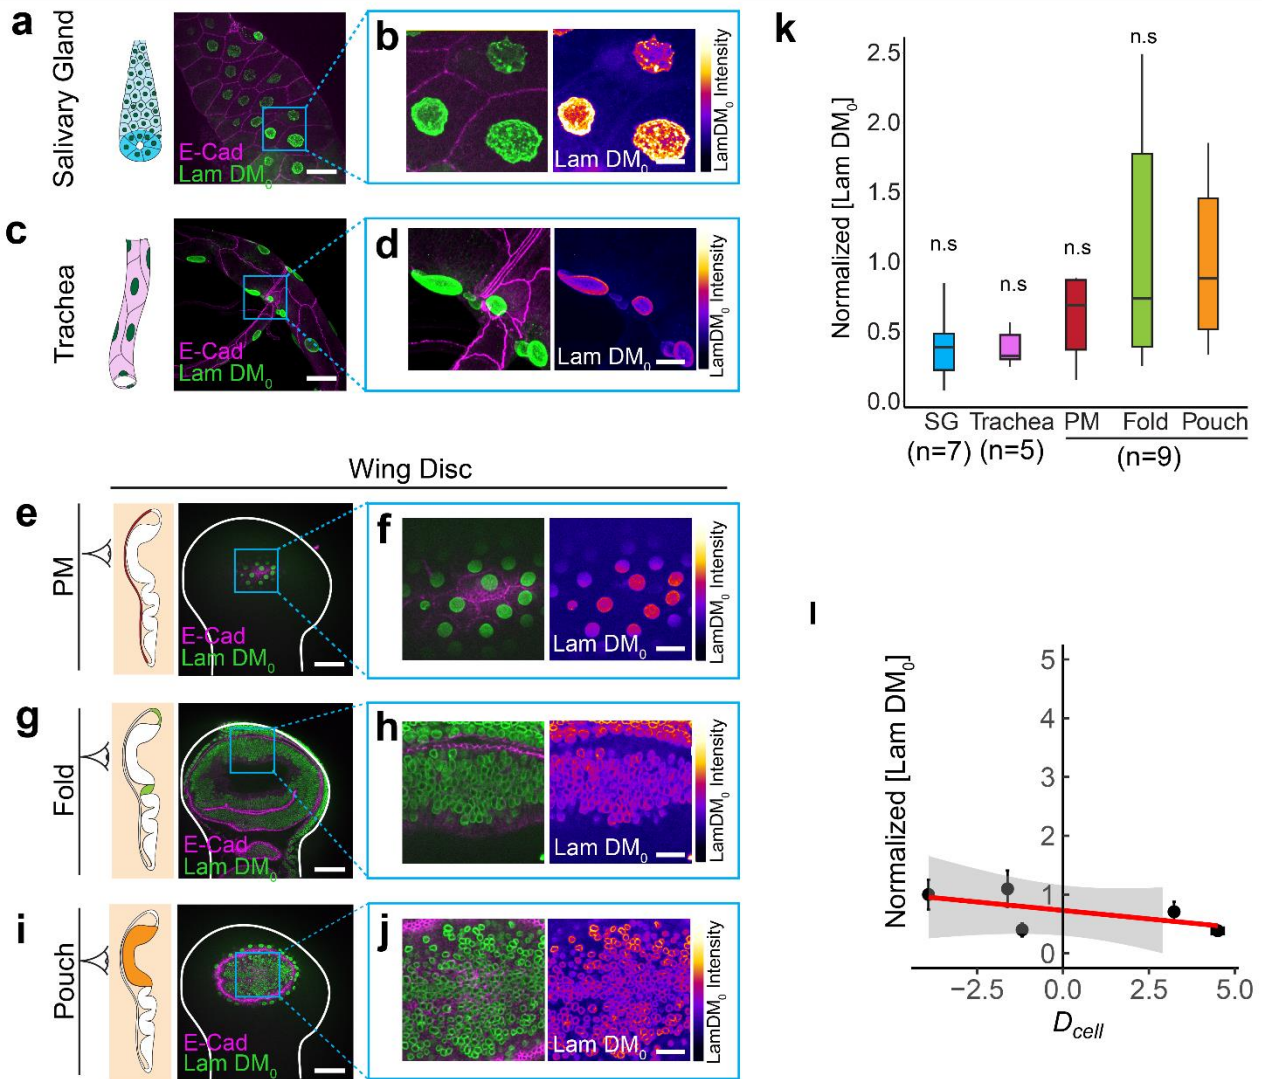 a
Salivary Gland
E-Cad
Lam DM0
b
Lam DM0
LamDM0 Intensity
c
Trachea
E-Cad
Lam DM0
d
Lam DM0
LamDM0 Intensity
Wing Disc
e
PM
E-Cad
Lam DM0
f
Lam DM0
LamDM0 Intensity
g
Fold
E-Cad
Lam DM0
h
Lam DM0
LamDM0 Intensity
i
Pouch
E-Cad
Lam DM0
j
Lam DM0
LamDM0 Intensity
k
Normalized [Lam DM0]
2.5
2.0
1.5
1.0
0.5
0.0
n.s
n.s
n.s
n.s
SG Trachea PM Fold Pouch
(n=7) (n=5) (n=9)
l
Normalized [Lam DM0]
5
4
3
2
1
0
−2.5 0.0 2.5 5.0
Dcell